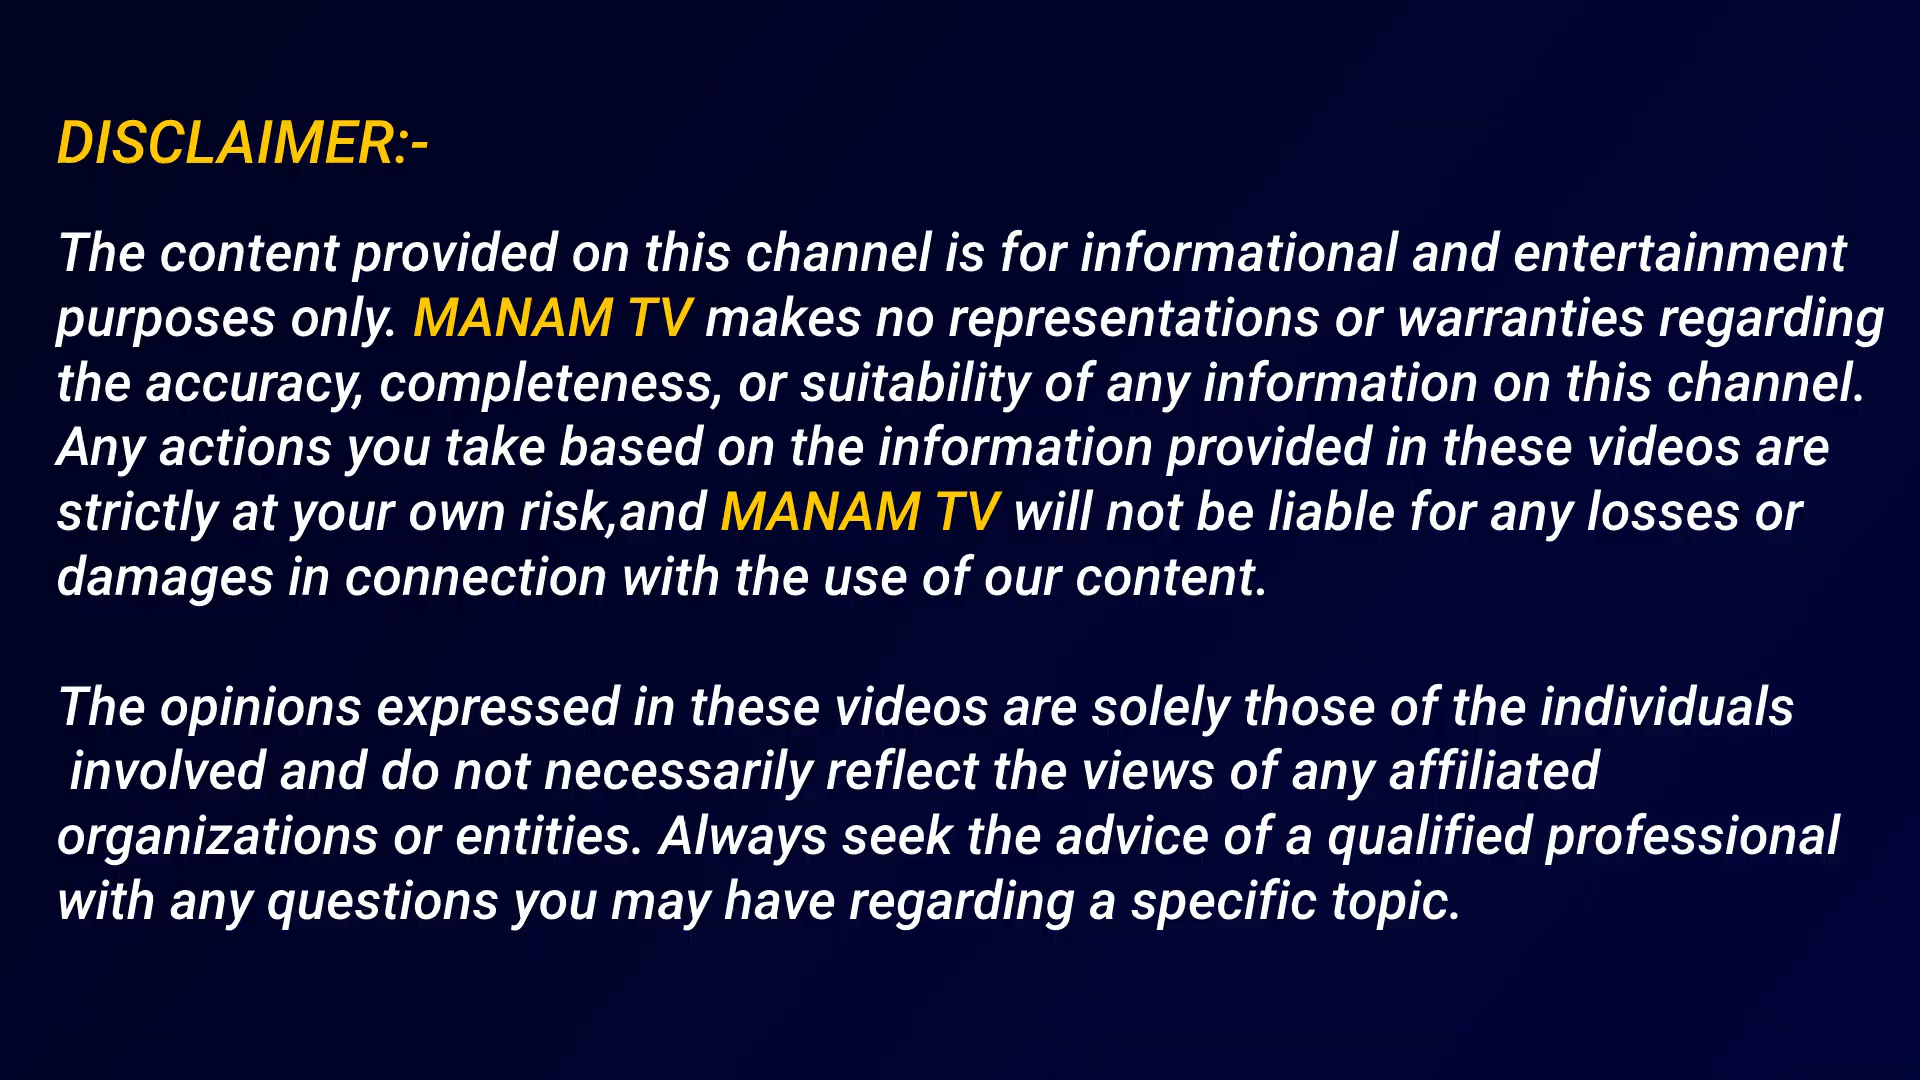 DISCLAIMER:-
The content provided on this channel is for informational and entertainment
purposes only. MANAM TV makes no representations or warranties regarding
the accuracy, completeness, or suitability of any information on this channel.
Any actions you take based on the information provided in these videos are
strictly at your own risk,and MANAM TV will not be liable for any losses or
damages in connection with the use of our content.
The opinions expressed in these videos are solely those of the individuals
involved and do not necessarily reflect the views of any affiliated
organizations or entities. Always seek the advice of a qualified professional
with any questions you may have regarding a specific topic.